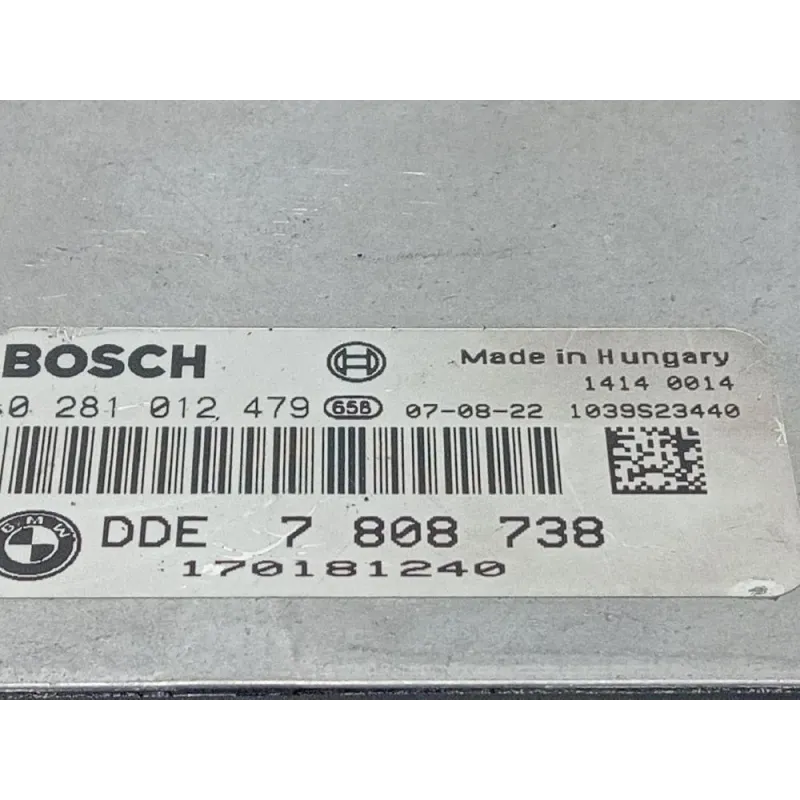 BOSCH
Made in Hungary
1414 0014
0 281 012 479 658 07-08-22 1039S23440
BMW
DDE 7 808 738
170181240